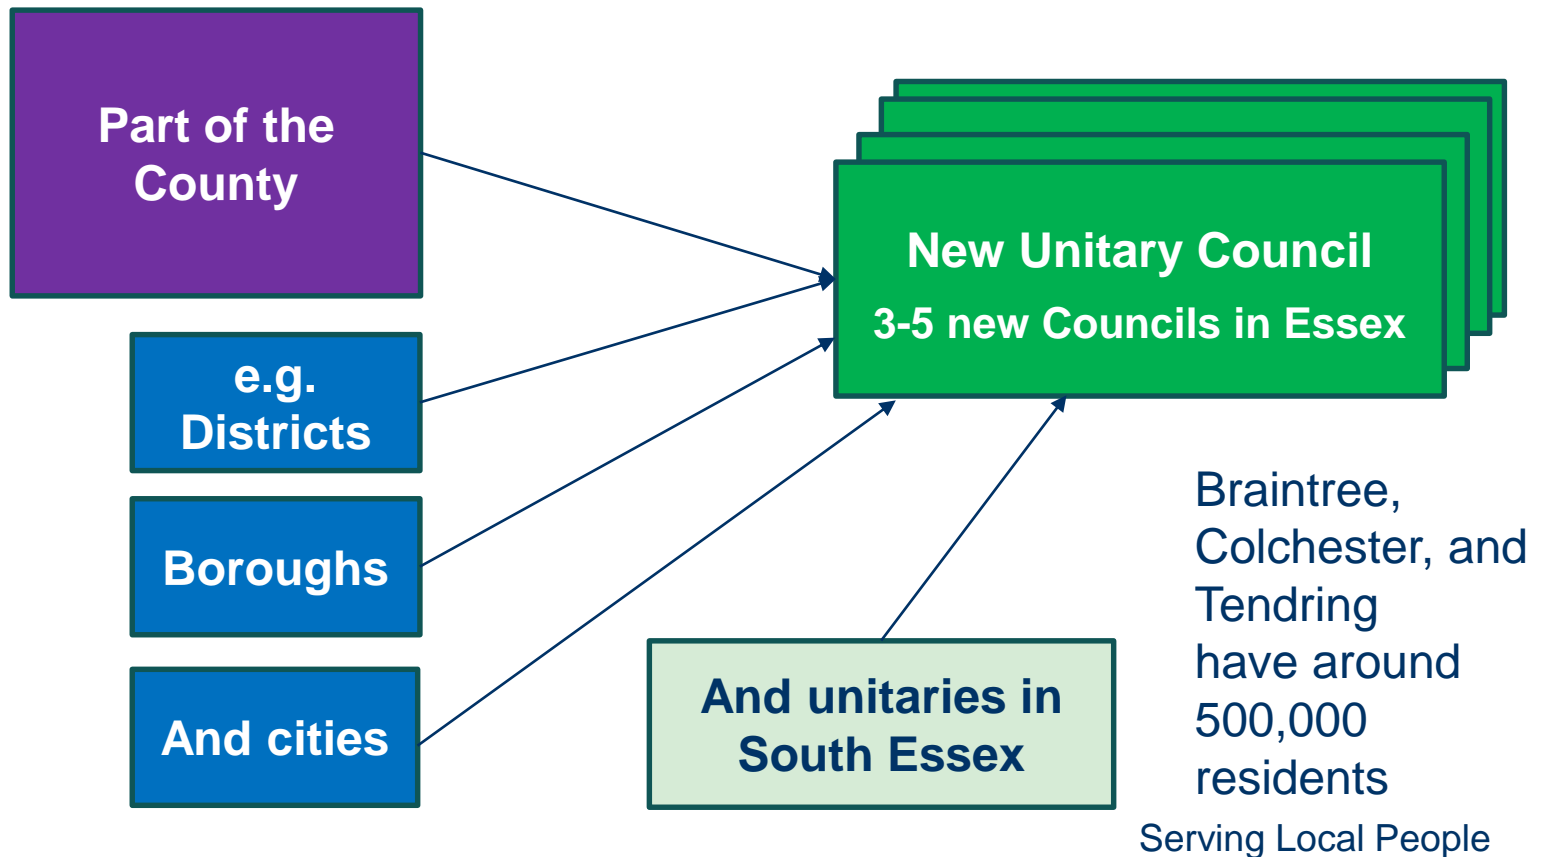 Part of the
County
e.g.
Districts
Boroughs
And cities
New Unitary Council
3-5 new Councils in Essex
And unitaries in
South Essex
Braintree,
Colchester, and
Tendring
have around
500,000
residents
Serving Local People